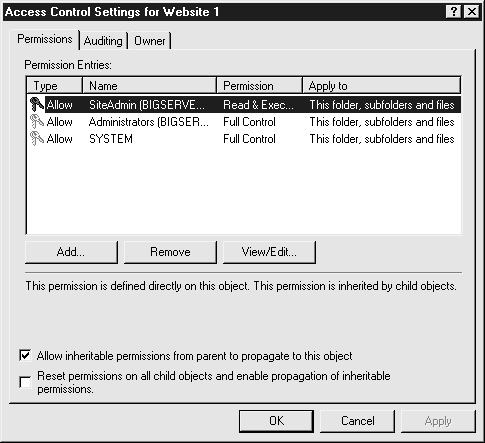 Access Control Settings for Website 1
Permissions Auditing Owner
Permission Entries:
Type Name Permission Apply to
Allow SiteAdmin (BIGSERVE... Read & Exec... This folder, subfolders and files
Allow Administrators (BIGSER... Full Control This folder, subfolders and files
Allow SYSTEM Full Control This folder, subfolders and files
Add... Remove View/Edit...
This permission is defined directly on this object. This permission is inherited by child objects.
Allow inheritable permissions from parent to propagate to this object
Reset permissions on all child objects and enable propagation of inheritable
permissions.
OK Cancel Apply